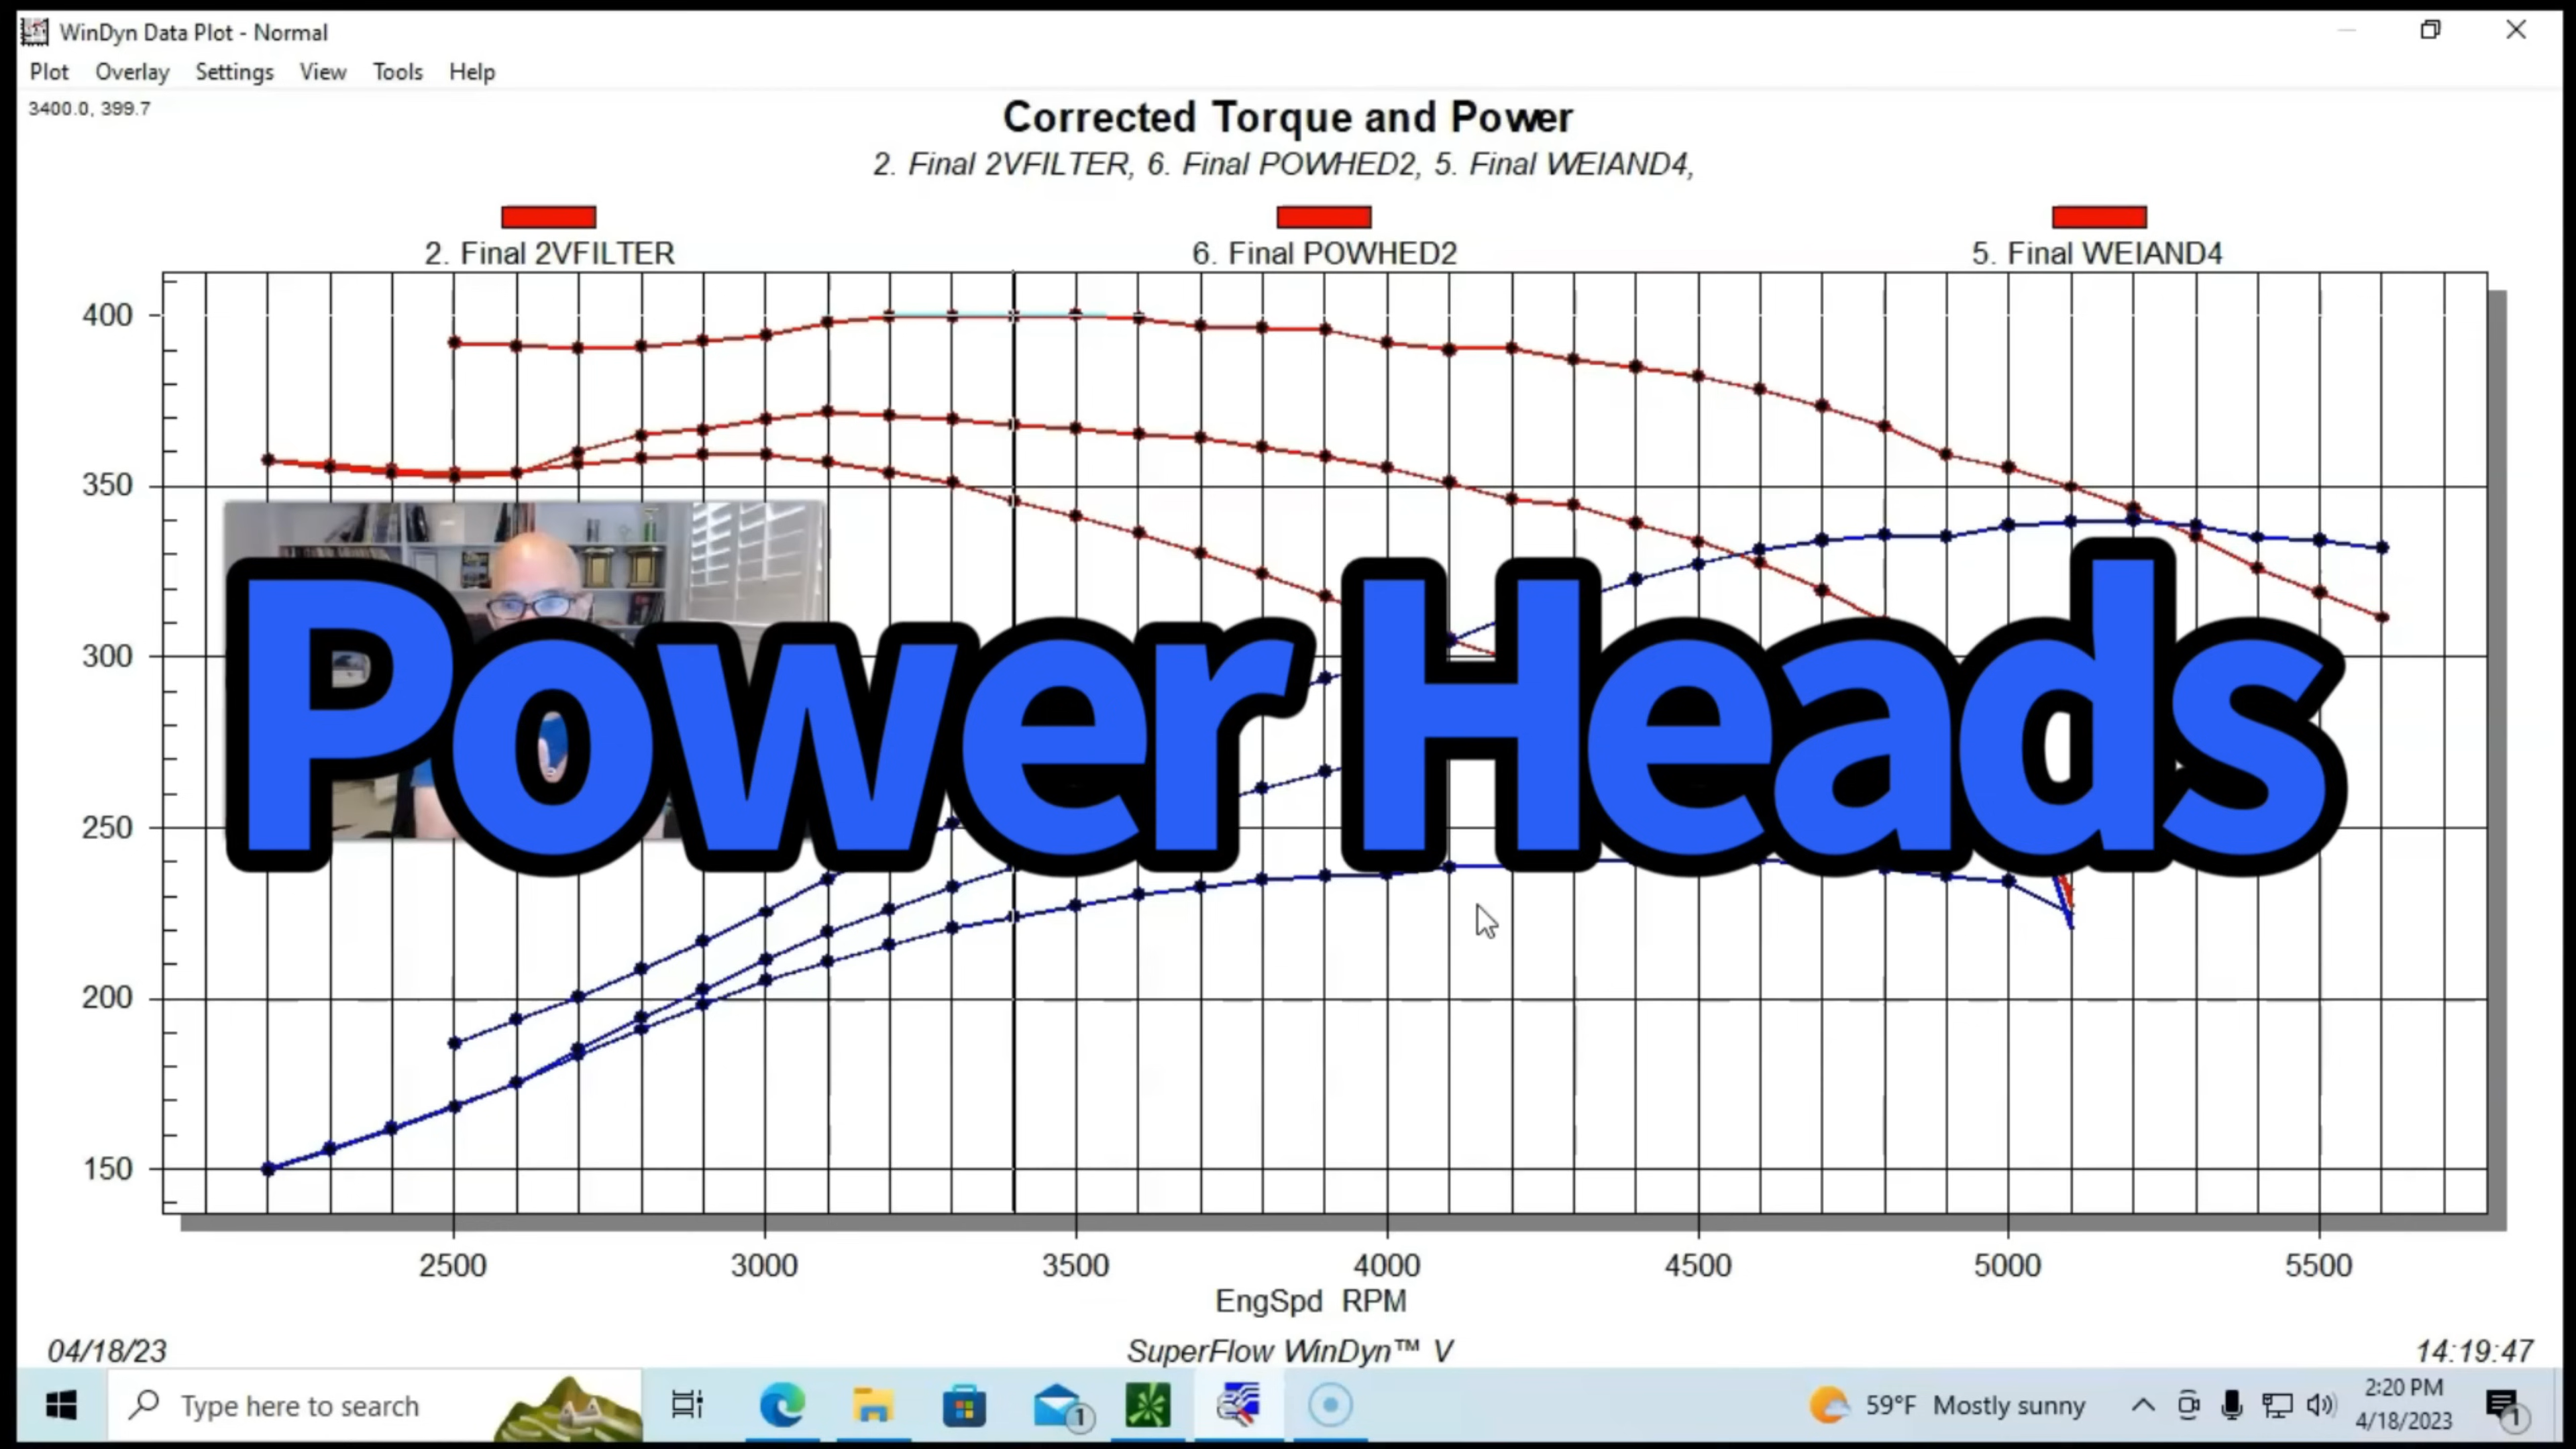 WinDyn Data Plot - Normal
Plot Overlay Settings View Tools Help
3400.0, 399.7
Corrected Torque and Power
2. Final 2VFILTER, 6. Final POWHED2, 5. Final WEIAND4,
2. Final 2VFILTER 6. Final POWHED2 5. Final WEIAND4
400
350
300
250
200
150
Power Heads
2500 3000 3500 4000 4500 5000 5500
EngSpd RPM
04/18/23 SuperFlow WinDyn™ V 14:19:47
Type here to search 1 59°F Mostly sunny 2:20 PM 1
4/18/2023